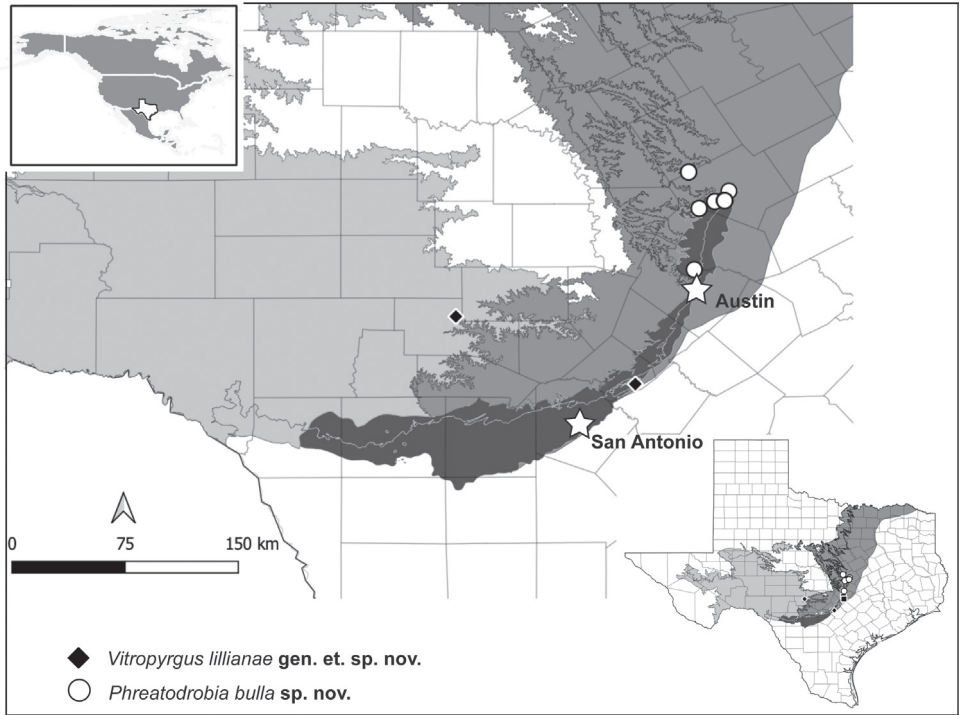 Austin
San Antonio
0 75 150 km
Vitropyrgus lillianae gen. et. sp. nov.
Phreatodrobia bulla sp. nov.